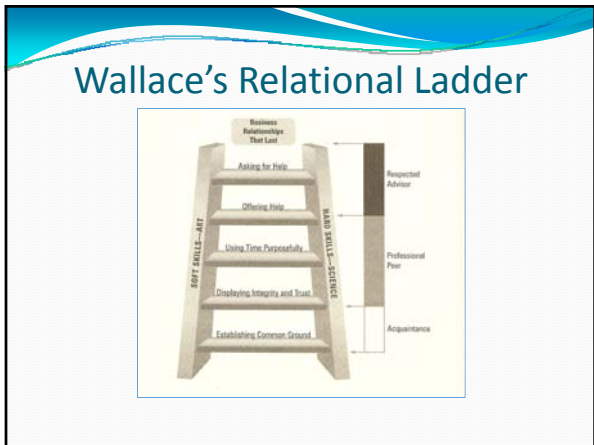 Wallace's Relational Ladder
Business
Relationships
That Last
Asking for Help
Offering Help
Using Time Purposefully
Displaying Integrity and Trust
Establishing Common Ground
SOFT SKILLS—ART
HARD SKILLS—SCIENCE
Respected
Advisor
Professional
Peer
Acquaintance